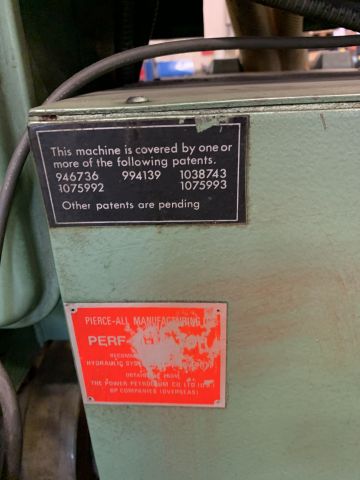 This machine is covered by one or
more of the following patents.
946736 994139 1038743
1075992 1075993
Other patents are pending
PIERCE-ALL MANUFACTURING
PERF
HYDRAULIC
THE POWER PETROLEUM CO LTD
BP COMPANIES (OVERSEAS)